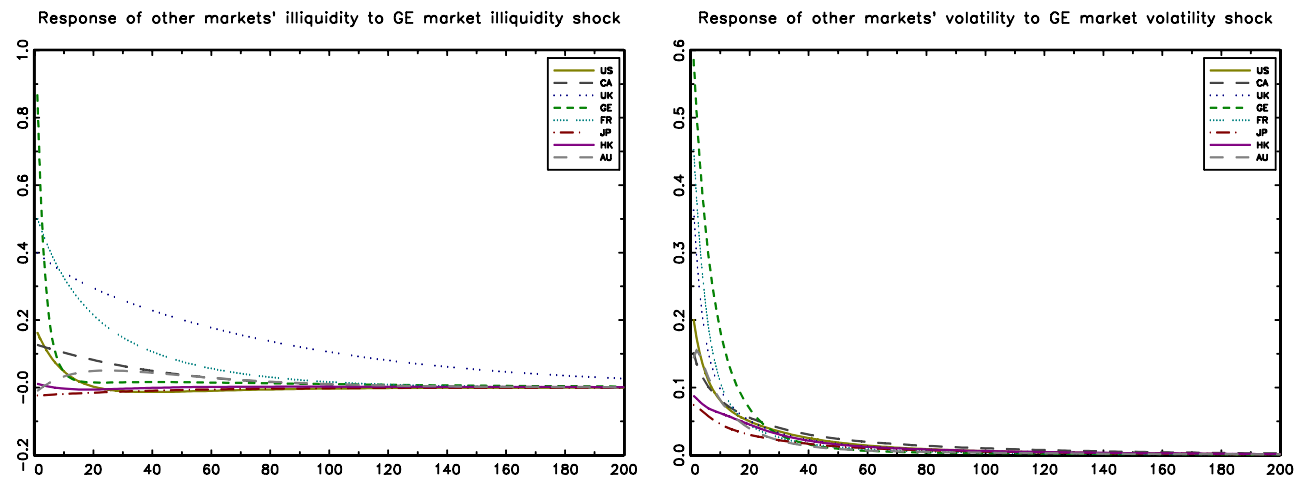 Response of other markets' illiquidity to GE market illiquidity shock
1.0
0.8
0.6
0.4
0.2
-0.0
-0.2
0 20 40 60 80 100 120 140 160 180 200
US
CA
UK
GE
FR
JP
HK
AU
Response of other markets' volatility to GE market volatility shock
0.6
0.5
0.4
0.3
0.2
0.1
0.0
0 20 40 60 80 100 120 140 160 180 200
US
CA
UK
GE
FR
JP
HK
AU